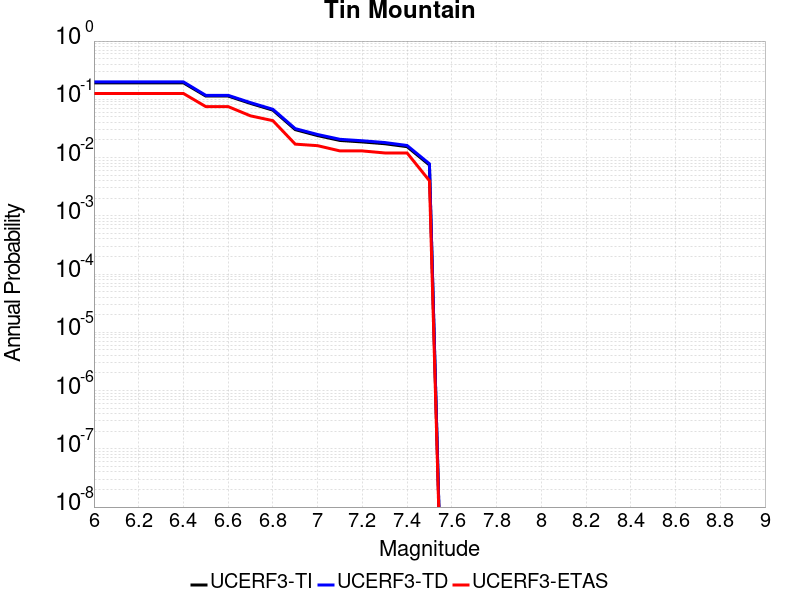 Tin Mountain
10^0
10^-1
10^-2
10^-3
10^-4
10^-5
10^-6
10^-7
10^-8
Annual Probability
6 6.2 6.4 6.6 6.8 7 7.2 7.4 7.6 7.8 8 8.2 8.4 8.6 8.8 9
Magnitude
UCERF3-TI UCERF3-TD UCERF3-ETAS